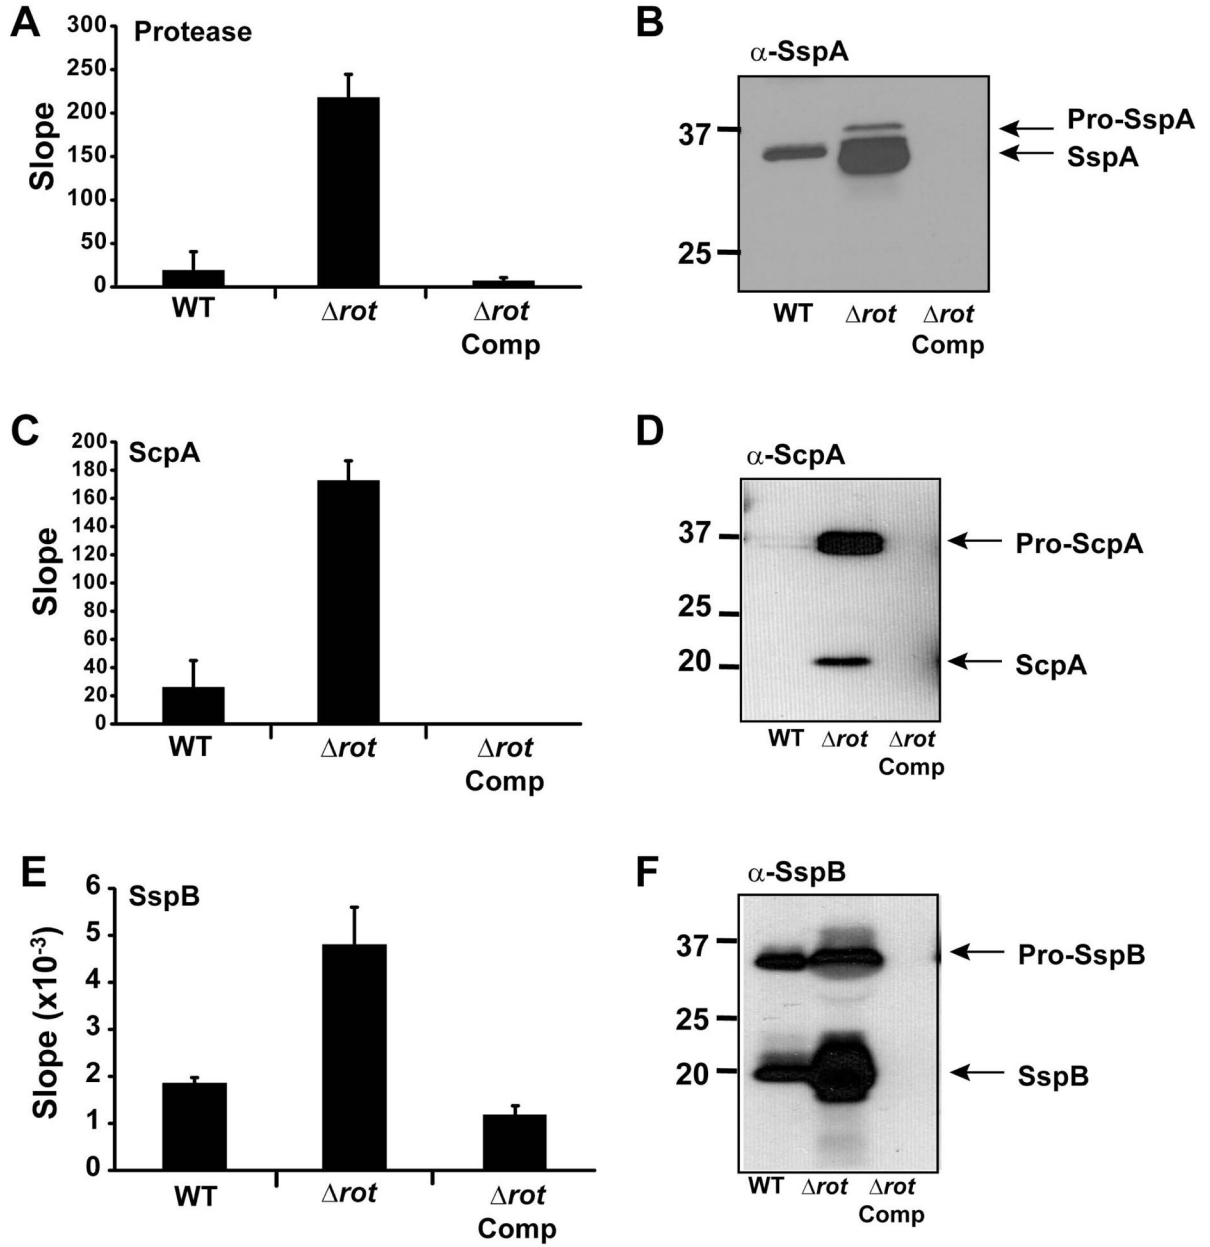 A
Protease
300
250
200
150
100
50
0
Slope
WT
Δrot
Δrot
Comp
B
α-SspA
37
25
Pro-SspA
SspA
WT
Δrot
Δrot
Comp
C
ScpA
200
180
160
140
120
100
80
60
40
20
0
Slope
WT
Δrot
Δrot
Comp
D
α-ScpA
37
25
20
Pro-ScpA
ScpA
WT
Δrot
Δrot
Comp
E
SspB
6
5
4
3
2
1
0
Slope (x10⁻³)
WT
Δrot
Δrot
Comp
F
α-SspB
37
25
20
Pro-SspB
SspB
WT
Δrot
Δrot
Comp